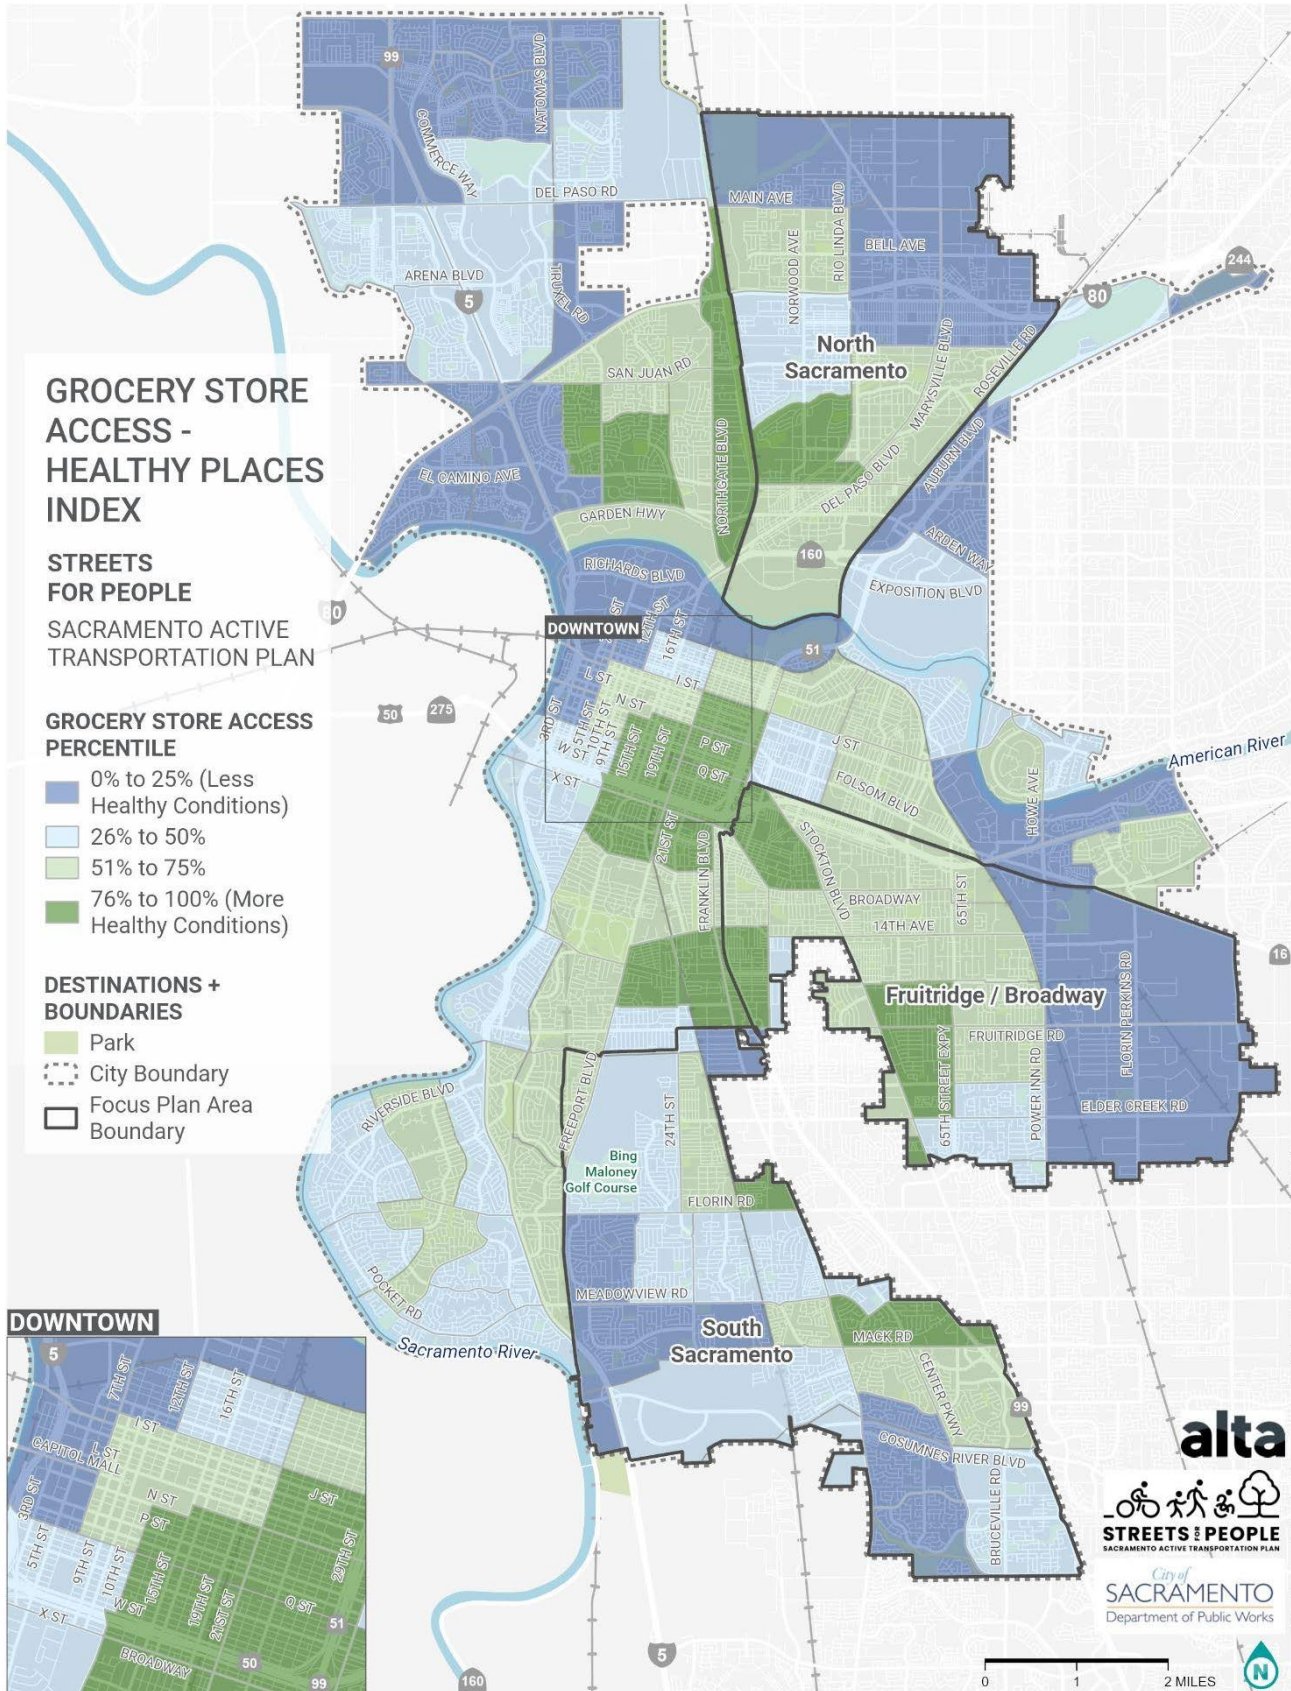 GROCERY STORE
ACCESS -
HEALTHY PLACES
INDEX
STREETS
FOR PEOPLE
SACRAMENTO ACTIVE
TRANSPORTATION PLAN
GROCERY STORE ACCESS
PERCENTILE
0% to 25% (Less
Healthy Conditions)
26% to 50%
51% to 75%
76% to 100% (More
Healthy Conditions)
DESTINATIONS +
BOUNDARIES
Park
City Boundary
Focus Plan Area
Boundary
99
NATOMAS BLVD
COMMERCE WAY
DEL PASO RD
MAIN AVE
RIO LINDA BLVD
NORWOOD AVE
BELL AVE
ARENA BLVD
5
TRUXEL RD
244
80
North
Sacramento
SAN JUAN RD
MARYSVILLE BLVD
ROSEVILLE RD
NORTHGATE BLVD
AUBURN BLVD
EL CAMINO AVE
DEL PASO BLVD
GARDEN HWY
160
ARDEN WAY
RICHARDS BLVD
EXPOSITION BLVD
80
DOWNTOWN
12TH ST
16TH ST
51
L ST
I ST
50
275
3RD ST
5TH ST
10TH ST
9TH ST
N ST
15TH ST
19TH ST
P ST
Q ST
W ST
X ST
J ST
FOLSOM BLVD
American River
HOWE AVE
21ST ST
FRANKLIN BLVD
STOCKTON BLVD
65TH ST
BROADWAY
14TH AVE
16
Fruitridge / Broadway
FLORIN PERKINS RD
FRUITRIDGE RD
65TH STREET EXPY
POWER INN RD
ELDER CREEK RD
RIVERSIDE BLVD
FREEPORT BLVD
24TH ST
Bing
Maloney
Golf Course
FLORIN RD
POCKET RD
MEADOWVIEW RD
Sacramento River
South
Sacramento
MACK RD
CENTER PKWY
99
COSUMNES RIVER BLVD
BRUCEVILLE RD
5
160
DOWNTOWN
5
7TH ST
12TH ST
16TH ST
I ST
L ST
CAPITOL MALL
3RD ST
N ST
P ST
J ST
5TH ST
9TH ST
10TH ST
15TH ST
19TH ST
21ST ST
29TH ST
W ST
Q ST
X ST
51
BROADWAY
50
99
alta
STREETS FOR PEOPLE
SACRAMENTO ACTIVE TRANSPORTATION PLAN
City of
SACRAMENTO
Department of Public Works
0 1 2 MILES
N